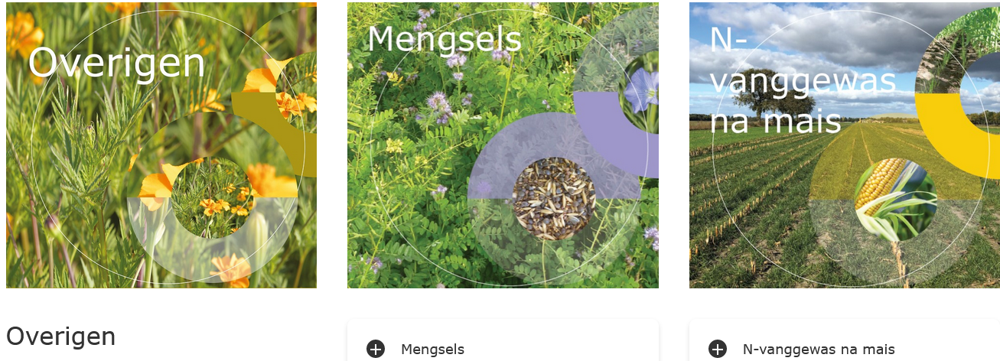 Overigen
Mengsels
N-
vanggewas
na mais
Overigen
Mengsels
N-vanggewas na mais